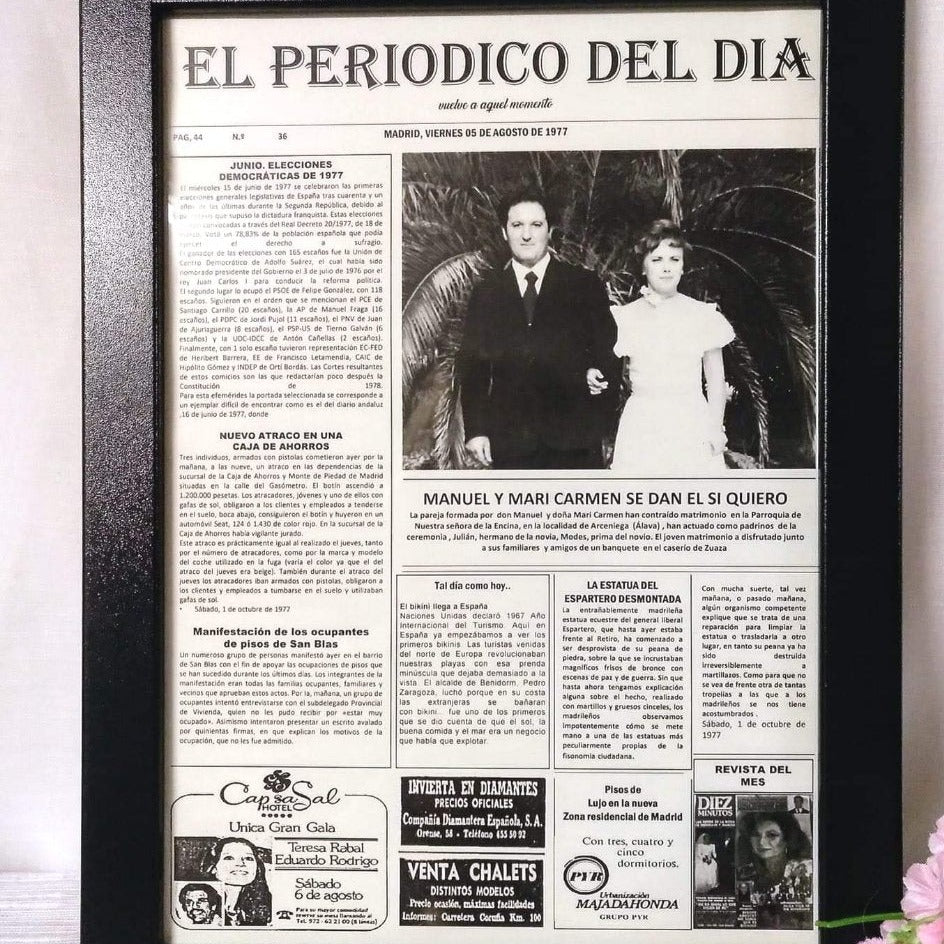 EL PERIODICO DEL DIA
vuelve a aquel momento
PAG, 44 N.º 36 MADRID, VIERNES 05 DE AGOSTO DE 1977
JUNIO. ELECCIONES
DEMOCRÁTICAS DE 1977
El miércoles 15 de junio de 1977 se celebraron las primeras
elecciones generales legislativas de España tras cuarenta y un
años de las últimas durante la Segunda República, debido al
que supuso la dictadura franquista. Estas elecciones
convocadas a través del Real Decreto 20/1977, de 18 de
Votó un 78,83% de la población española que podía
ejercer el derecho a sufragio.
El ganador de las elecciones con 165 escaños fue la Unión de
Centro Democrático de Adolfo Suárez, el cual había sido
nombrado presidente del Gobierno el 3 de julio de 1976 por el
rey Juan Carlos I para conducir la reforma política.
El segundo lugar lo ocupó el PSOE de Felipe González, con 118
escaños. Siguieron en el orden que se mencionan el PCE de
Santiago Carrillo (20 escaños), la AP de Manuel Fraga (16
escaños), el PDPC de Jordi Pujol (11 escaños), el PNV de Juan
de Ajuriaguerra (8 escaños), el PSP-US de Tierno Galván (6
escaños) y la UDC-IDCC de Antón Cañellas (2 escaños).
Finalmente, con 1 solo escaño tuvieron representación EC-FED
de Heribert Barrera, EE de Francisco Letamendia, CAIC de
Hipólito Gómez y INDEP de Ortí Bordás. Las Cortes resultantes
de estos comicios son las que redactarían poco después la
Constitución de 1978.
Para esta efemérides la portada seleccionada se corresponde a
un ejemplar difícil de encontrar como es el del diario andaluz
,16 de junio de 1977, donde
NUEVO ATRACO EN UNA
CAJA DE AHORROS
Tres individuos, armados con pistolas cometieron ayer por la
mañana, a las nueve, un atraco en las dependencias de la
sucursal de la Caja de Ahorros y Monte de Piedad de Madrid
situadas en la calle del Gasómetro. El botín ascendió a
1.200.000 pesetas. Los atracadores, jóvenes y uno de ellos con
gafas de sol, obligaron a los clientes y empleados a tenderse
en el suelo, boca abajo, consiguieron el botín y huyeron en un
automóvil Seat, 124 ó 1.430 de color rojo. En la sucursal de la
Caja de Ahorros había vigilante jurado.
Este atraco es prácticamente igual al realizado el jueves, tanto
por el número de atracadores, como por la marca y modelo
del coche utilizado en la fuga (varía el color ya que el del
atraco del jueves era beige). También durante el atraco del
jueves los atracadores iban armados con pistolas, obligaron a
los clientes y empleados a tumbarse en el suelo y utilizaban
gafas de sol.
• Sábado, 1 de octubre de 1977
Manifestación de los ocupantes
de pisos de San Blas
Un numeroso grupo de personas manifestó ayer en el barrio
de San Blas con el fin de apoyar las ocupaciones de pisos que
se han sucedido durante los últimos días. Los integrantes de la
manifestación eran todas las familias ocupantes, familiares y
vecinos que aprueban estos actos. Por la, mañana, un grupo de
ocupantes intentó entrevistarse con el subdelegado Provincial
de Vivienda, quien no les pudo recibir por «estar muy
ocupado». Asimismo intentaron presentar un escrito avalado
por quinientas firmas, en que explican los motivos de la
ocupación, que no les fue admitido.
MANUEL Y MARI CARMEN SE DAN EL SI QUIERO
La pareja formada por don Manuel y doña Mari Carmen han contraído matrimonio en la Parroquia de
Nuestra señora de la Encina, en la localidad de Arceniega (Álava) , han actuado como padrinos de la
ceremonia , Julián, hermano de la novia, Modes, prima del novio. El joven matrimonio a disfrutado junto
a sus familiares y amigos de un banquete en el caserio de Zuaza
Tal día como hoy..
El bikini llega a España
Naciones Unidas declaró 1967 Año
Internacional del Turismo. Aquí en
España ya empezábamos a ver los
primeros bikinis. Las turistas venidas
del norte de Europa revolucionaban
nuestras playas con esa prenda
minúscula que dejaba demasiado a la
vista. El alcalde de Benidorm, Pedro
Zaragoza, luchó porque en su costa
las extranjeras se bañaran
con bikini... fue uno de los primeros
que se dio cuenta de que el sol, la
buena comida y el mar era un negocio
que había que explotar.
LA ESTATUA DEL
ESPARTERO DESMONTADA
La entrañablemente madrileña
estatua ecuestre del general liberal
Espartero, que hasta ayer estaba
frente al Retiro, ha comenzado a
ser desprovista de su peana de
piedra, sobre la que se incrustaban
magníficos frisos de bronce con
escenas de paz y de guerra. Sin que
hasta ahora tengamos explicación
alguna sobre el hecho, realizado
con martillos y gruesos cinceles, los
madrileños observamos
impotentemente cómo se mete
mano a una de las estatuas más
peculiarmente propias de la
fisonomía ciudadana.
Con mucha suerte, tal vez
mañana, o pasado mañana,
algún organismo competente
explique que se trata de una
reparación para limpiar la
estatua o trasladarla a otro
lugar, en tanto su peana ya ha
sido destruida
irreversiblemente a
martillazos. Como para que no
se vea de frente otra de tantas
tropelías a las que a los
madrileños se nos tiene
acostumbrados .
Sábado, 1 de octubre de
1977
Cap sa Sal
HOTEL
Unica Gran Gala
Teresa Rabal
Eduardo Rodrigo
Sábado
6 de agosto
Para su mayor comodidad
reserve su mesa llamando al
Tel. 972 - 62 21 00 (8 líneas)
INVIERTA EN DIAMANTES
PRECIOS OFICIALES
Compañía Diamantera Española, S. A.
Orense, 58 - Teléfono 455 50 92
VENTA CHALETS
DISTINTOS MODELOS
Precio ocasión, máximas facilidades
Informes: Carretera Coruña Km. 100
Pisos de
Lujo en la nueva
Zona residencial de Madrid
Con tres, cuatro y
cinco
dormitorios.
PYR
Urbanización
MAJADAHONDA
GRUPO PYR
REVISTA DEL
MES
DIEZ
MINUTOS